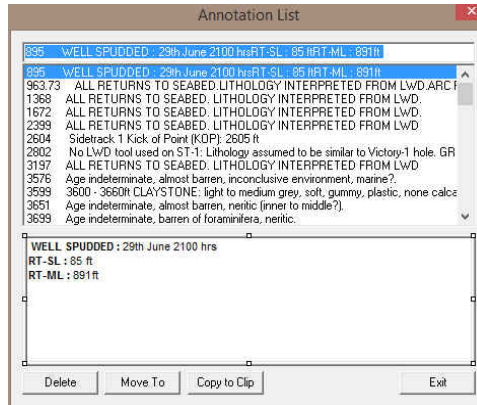 Annotation List
895 WELL SPUDDED : 29th June 2100 hrsRT-SL : 85 ftRT-ML : 891ft
895 WELL SPUDDED : 29th June 2100 hrsRT-SL : 85 ftRT-ML : 891ft
963.73 ALL RETURNS TO SEABED.LITHOLOGY INTERPRETED FROM LWD.ARC
1368 ALL RETURNS TO SEABED. LITHOLOGY INTERPRETED FROM LWD.
1672 ALL RETURNS TO SEABED. LITHOLOGY INTERPRETED FROM LWD.
2399 ALL RETURNS TO SEABED. LITHOLOGY INTERPRETED FROM LWD.
2604 Sidetrack 1 Kick of Point (KOP): 2605 ft
2802 No LWD tool used on ST-1: Lithology assumed to be similar to Victory-1 hole. GR
3197 ALL RETURNS TO SEABED. LITHOLOGY INTERPRETED FROM LWD
3576 Age indeterminate, almost barren, inconclusive environment, marine?.
3599 3600 - 3660ft CLAYSTONE: light to medium grey, soft, gummy, plastic, none calca
3651 Age indeterminate, almost barren, neritic (inner to middle?).
3699 Age indeterminate, barren of foraminifera, neritic.
WELL SPUDDED : 29th June 2100 hrs
RT-SL : 85 ft
RT-ML : 891ft
Delete Move To Copy to Clip Exit